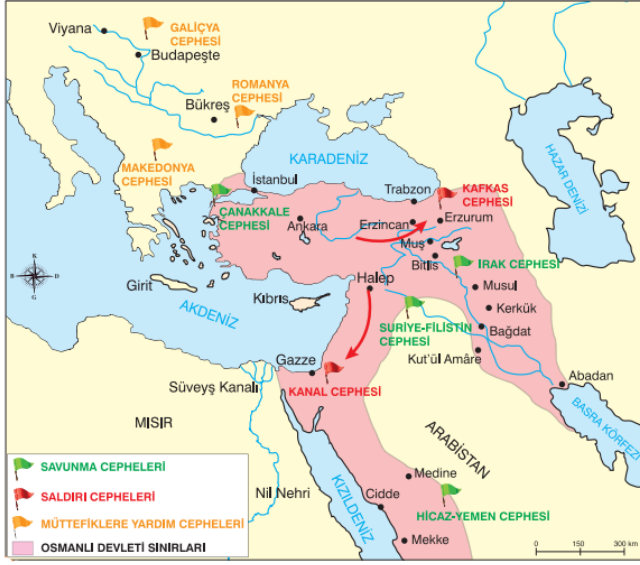 Viyana
GALİÇYA
CEPHESİ
Budapeşte
ROMANYA
CEPHESİ
Bükreş
MAKEDONYA
CEPHESİ
KARADENİZ
HAZAR DENİZİ
İstanbul
ÇANAKKALE
CEPHESİ
Ankara
Trabzon
KAFKAS
CEPHESİ
Erzincan
Erzurum
Muş
Bitlis
IRAK CEPHESİ
Halep
Musul
Kerkük
Girit
Kıbrıs
AKDENİZ
SURİYE-FİLİSTİN
CEPHESİ
Bağdat
Kut'ül Amâre
Gazze
KANAL CEPHESİ
Abadan
Süveyş Kanalı
BASRA KÖRFEZİ
MISIR
ARABİSTAN
Nil Nehri
KIZILDENİZ
Medine
Cidde
HİCAZ-YEMEN CEPHESİ
Mekke
SAVUNMA CEPHELERİ
SALDIRI CEPHELERİ
MÜTTEFİKLERE YARDIM CEPHELERİ
OSMANLI DEVLETİ SINIRLARI
0 150 300 km